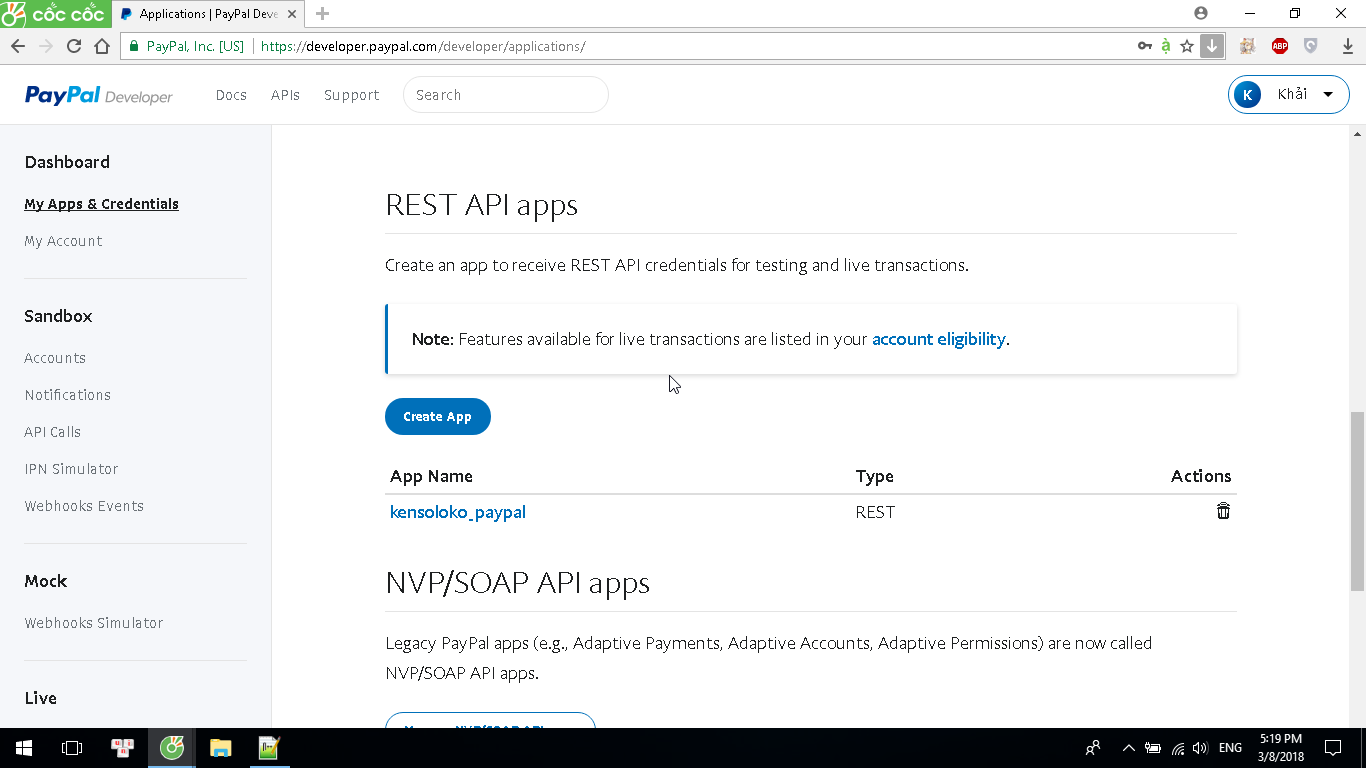 cốc cốc
Applications | PayPal Deve
PayPal, Inc. [US]
https://developer.paypal.com/developer/applications/
ABP
PayPal Developer
Docs
APIs
Support
Search
K
Khải
Dashboard
My Apps & Credentials
My Account
Sandbox
Accounts
Notifications
API Calls
IPN Simulator
Webhooks Events
Mock
Webhooks Simulator
Live
REST API apps
Create an app to receive REST API credentials for testing and live transactions.
Note: Features available for live transactions are listed in your account eligibility.
Create App
App Name Type Actions
kensoloko_paypal REST
NVP/SOAP API apps
Legacy PayPal apps (e.g., Adaptive Payments, Adaptive Accounts, Adaptive Permissions) are now called
NVP/SOAP API apps.
ENG
5:19 PM
3/8/2018